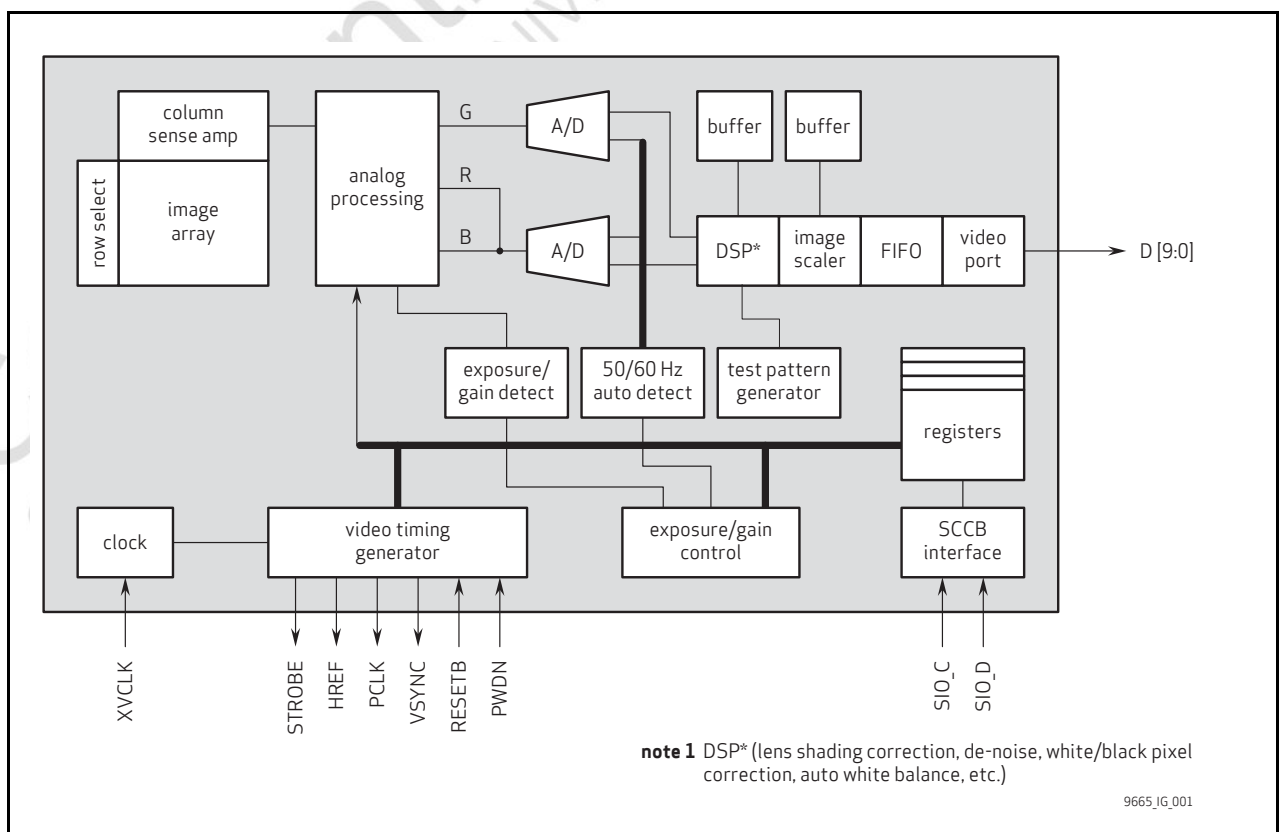 column
sense amp
row select
image
array
analog
processing
G
R
B
A/D
A/D
buffer
buffer
DSP*
image
scaler
FIFO
video
port
D [9:0]
exposure/
gain detect
50/60 Hz
auto detect
test pattern
generator
registers
clock
video timing
generator
exposure/gain
control
SCCB
interface
XVCLK
STROBE
HREF
PCLK
VSYNC
RESETB
PWDN
SIO_C
SIO_D
note 1 DSP* (lens shading correction, de-noise, white/black pixel
correction, auto white balance, etc.)
9665_IG_001